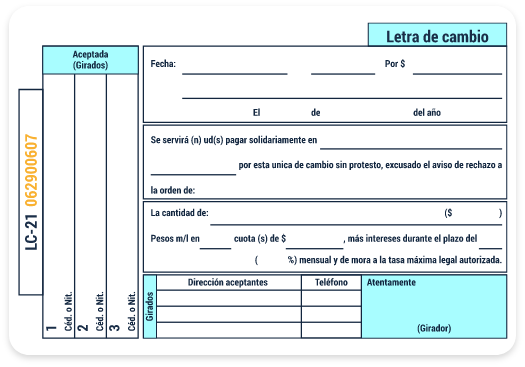 Letra de cambio
Aceptada
(Girados)
Fecha: Por $
El de del año
Se servirá (n) ud(s) pagar solidariamente en
por esta unica de cambio sin protesto, excusado el aviso de rechazo a
la orden de:
La cantidad de: ($ )
Pesos m/l en cuota (s) de $ , más intereses durante el plazo del
( %) mensual y de mora a la tasa máxima legal autorizada.
LC-21 062900607
1 Céd. o Nit.
2 Céd. o Nit.
3 Céd. o Nit.
Girados
Dirección aceptantes Teléfono
Atentamente
(Girador)